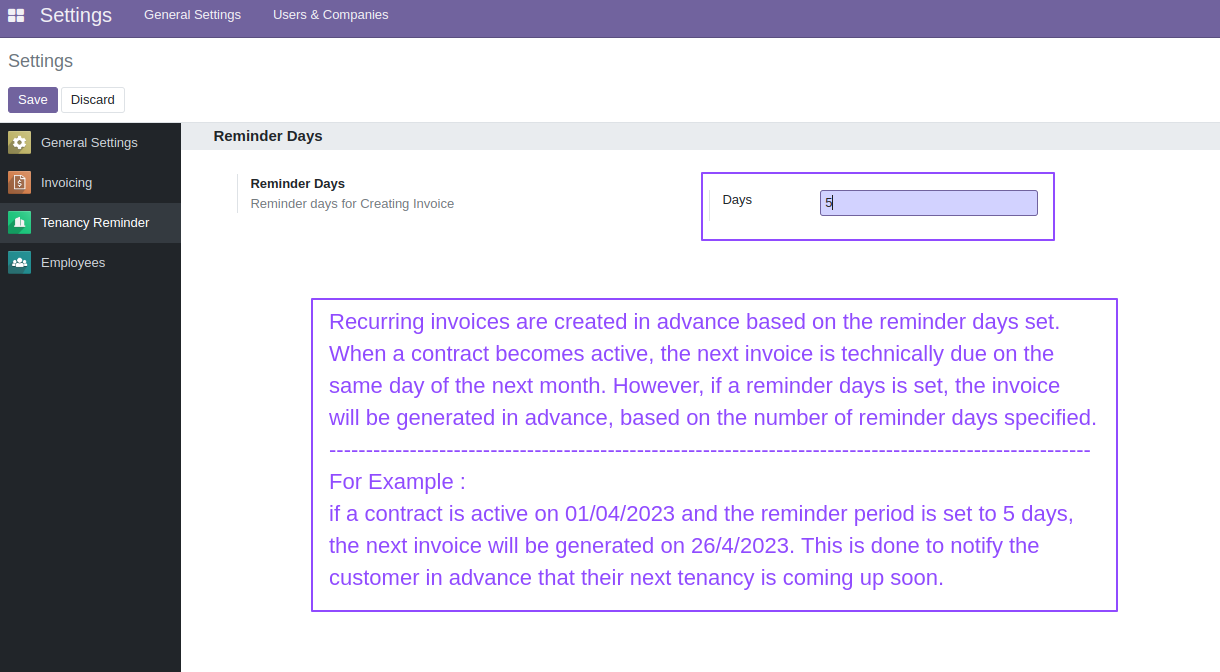 Settings
General Settings
Users & Companies
Settings
Save
Discard
General Settings
Invoicing
Tenancy Reminder
Employees
Reminder Days
Reminder Days
Reminder days for Creating Invoice
Days
5
Recurring invoices are created in advance based on the reminder days set.
When a contract becomes active, the next invoice is technically due on the
same day of the next month. However, if a reminder days is set, the invoice
will be generated in advance, based on the number of reminder days specified.
--------------------------------------------------------------------------------------------------------
For Example :
if a contract is active on 01/04/2023 and the reminder period is set to 5 days,
the next invoice will be generated on 26/4/2023. This is done to notify the
customer in advance that their next tenancy is coming up soon.